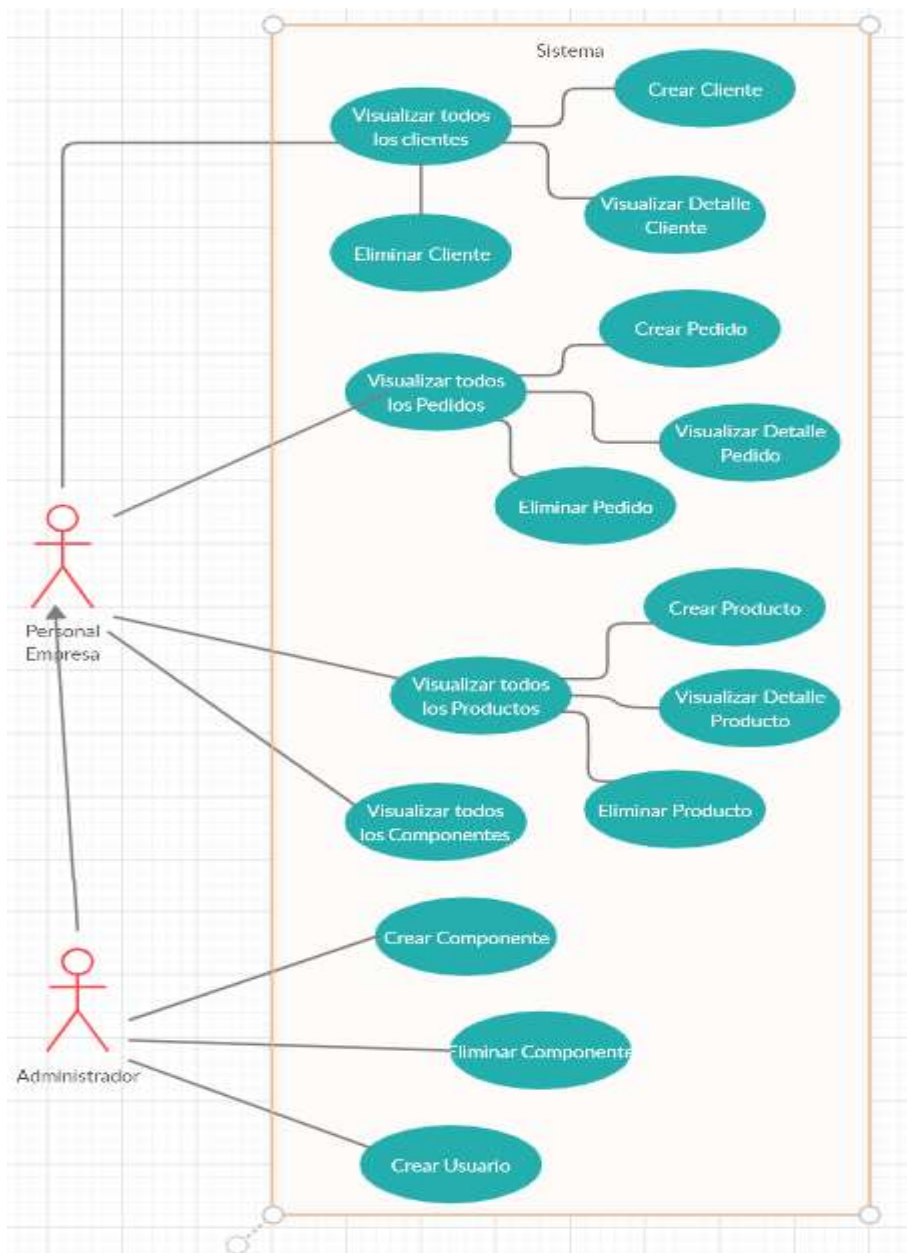 Sistema
Crear Cliente
Visualizar todos
los clientes
Visualizar Detalle
Cliente
Eliminar Cliente
Crear Pedido
Visualizar todos
los Pedidos
Visualizar Detalle
Pedido
Eliminar Pedido
Personal
Empresa
Crear Producto
Visualizar todos
los Productos
Visualizar Detalle
Producto
Visualizar todos
los Componentes
Eliminar Producto
Crear Componente
Eliminar Componente
Administrador
Crear Usuario